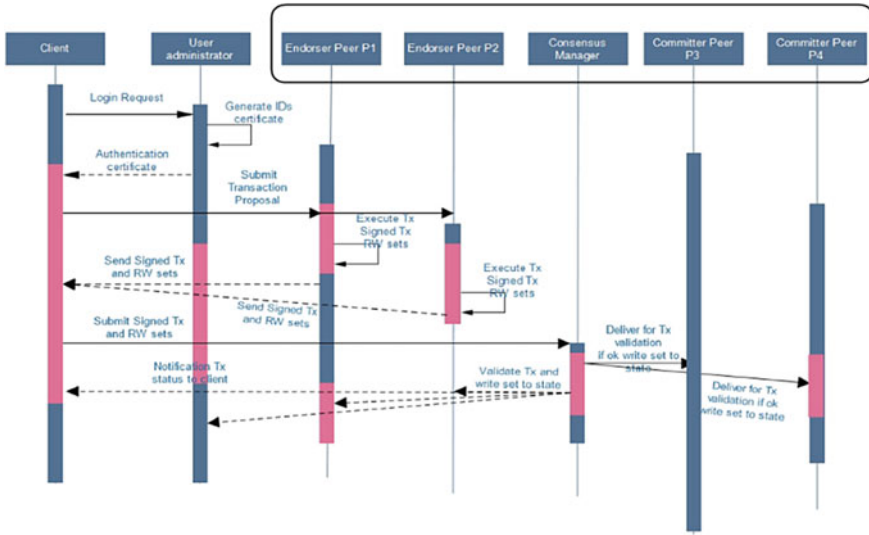 Client
User
administrator
Endorser Peer P1
Endorser Peer P2
Consensus
Manager
Committer Peer
P3
Committer Peer
P4
Login Request
Generate IDs
certificate
Authentication
certificate
Submit
Transaction
Proposal
Execute Tx
Signed Tx
RW sets
Send Signed Tx
and RW sets
Execute Tx
Signed Tx
RW sets
Send Signed Tx
and RW sets
Submit Signed Tx
and RW sets
Deliver for Tx
validation
if ok write set to
state
Notification Tx
status to client
Validate Tx and
write set to state
Deliver for Tx
validation if ok
write set to state